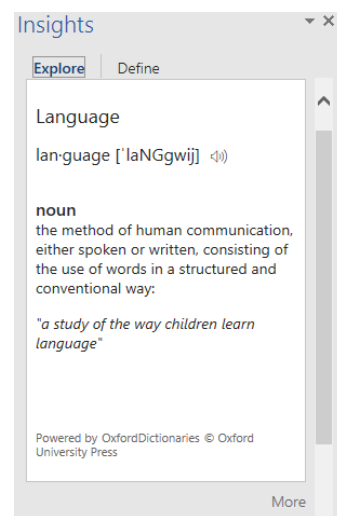 Insights
Explore Define
Language
lan·guage [ˈlaNGgwij]
noun
the method of human communication,
either spoken or written, consisting of
the use of words in a structured and
conventional way:
"a study of the way children learn
language"
Powered by OxfordDictionaries © Oxford
University Press
More